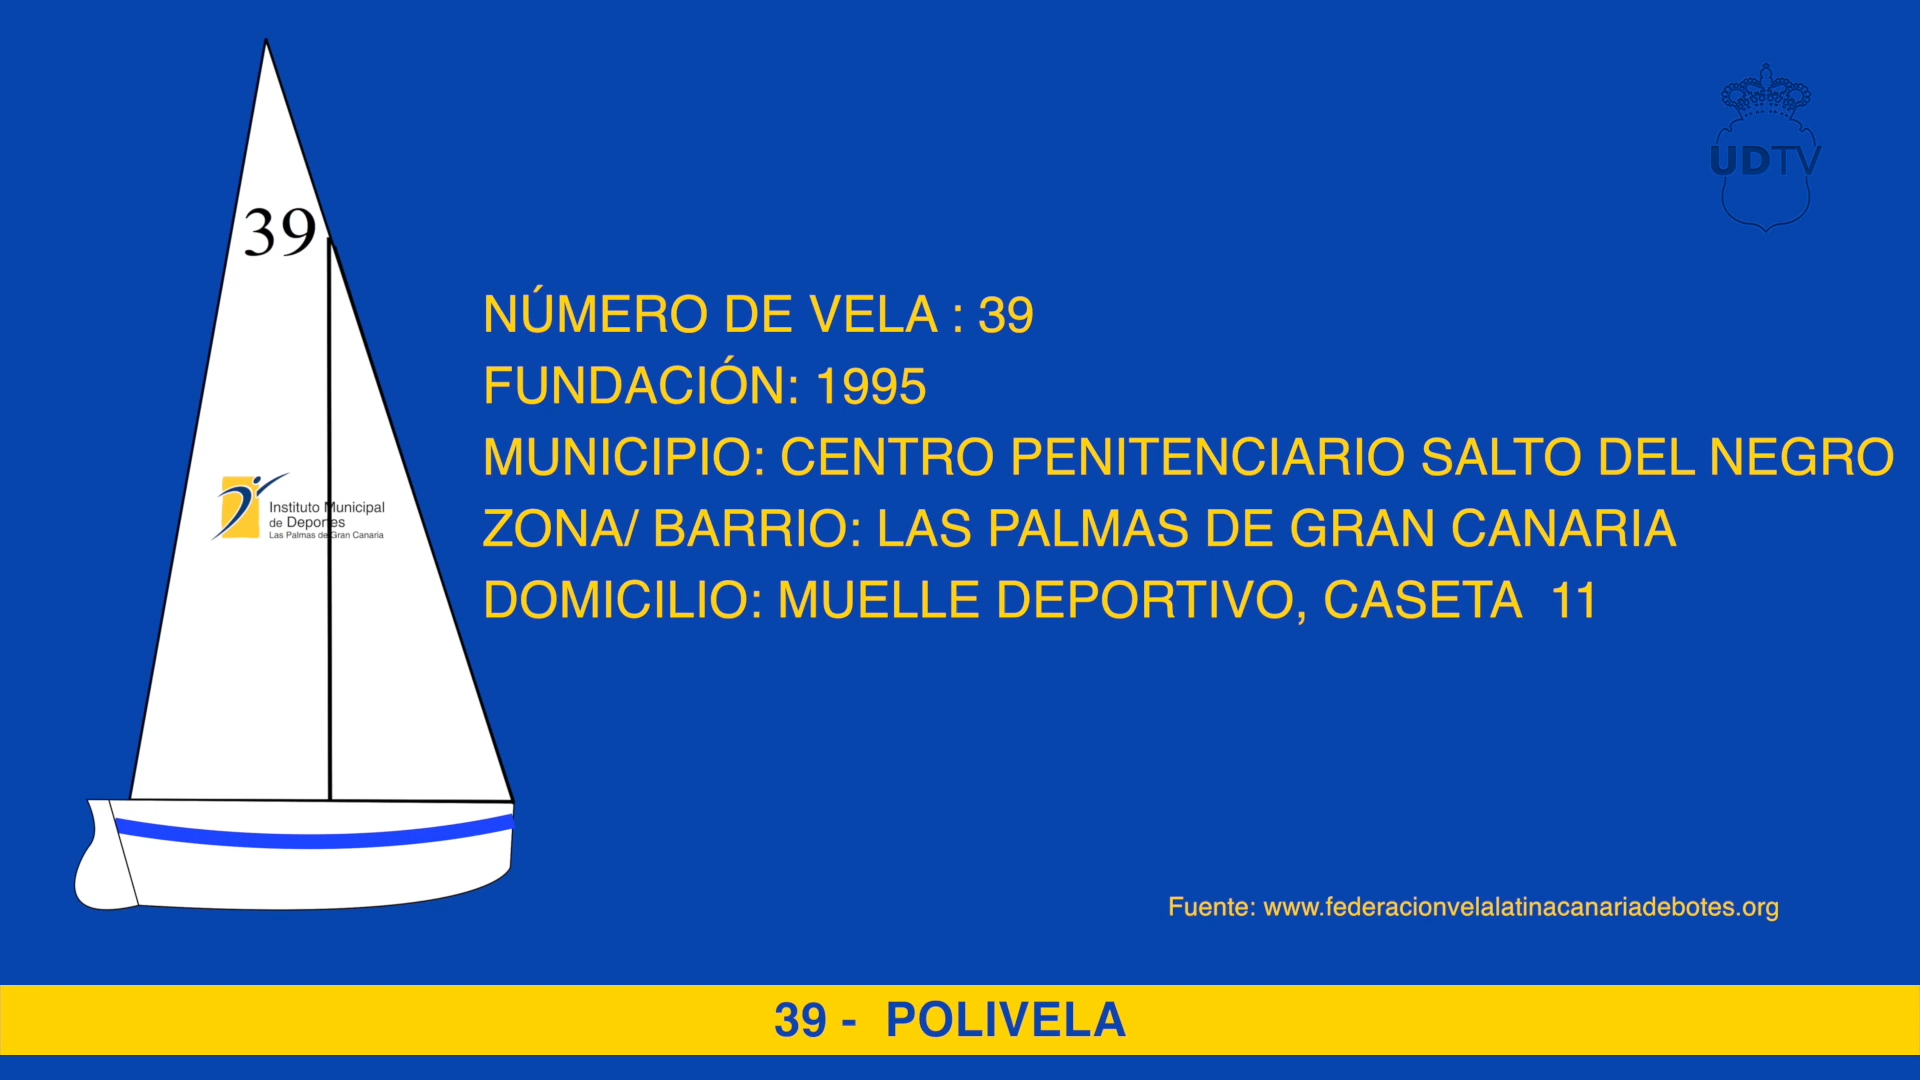 UDTV
39
NÚMERO DE VELA : 39
FUNDACIÓN: 1995
MUNICIPIO: CENTRO PENITENCIARIO SALTO DEL NEGRO
ZONA/ BARRIO: LAS PALMAS DE GRAN CANARIA
DOMICILIO: MUELLE DEPORTIVO, CASETA  11
Instituto Municipal
de Deportes
Las Palmas de Gran Canaria
Fuente: www.federacionvelalatinacanariadebotes.org
39 -  POLIVELA